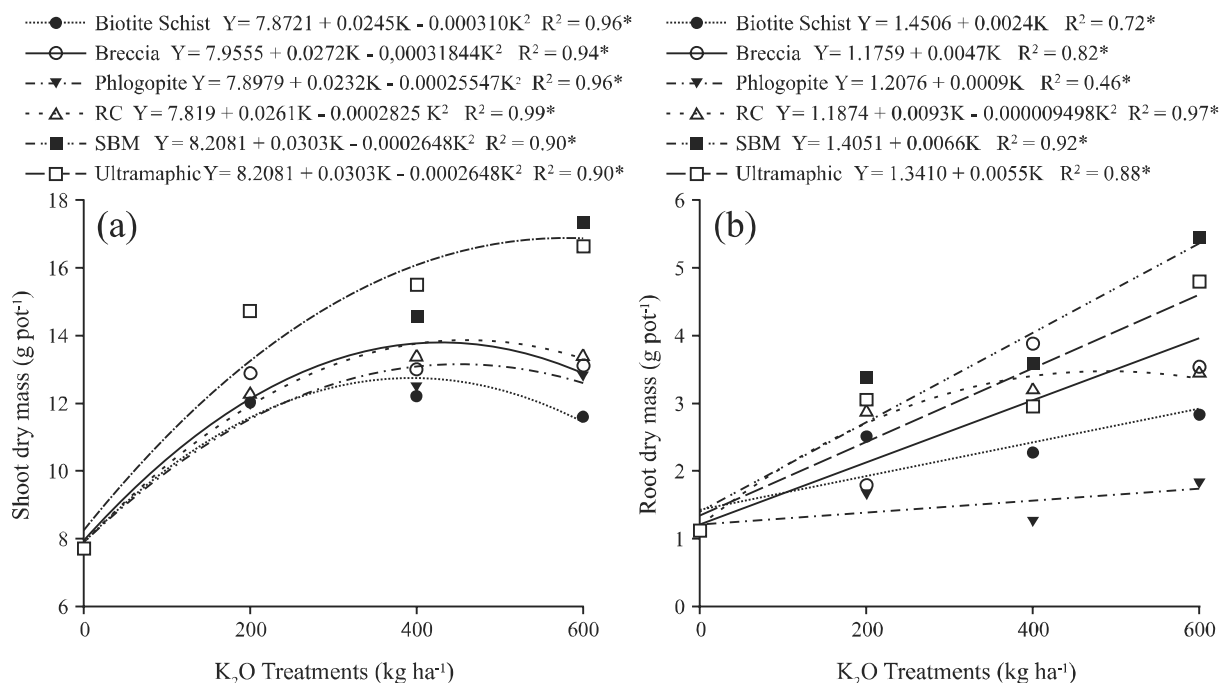 Biotite Schist Y= 7.8721 + 0.0245K - 0.000310K² R² = 0.96*
Breccia Y= 7.9555 + 0.0272K - 0,00031844K² R² = 0.94*
Phlogopite Y= 7.8979 + 0.0232K - 0.00025547K² R² = 0.96*
RC Y= 7.819 + 0.0261K - 0.0002825 K² R² = 0.99*
SBM Y= 8.2081 + 0.0303K - 0.0002648K² R² = 0.90*
Ultramaphic Y= 8.2081 + 0.0303K - 0.0002648K² R² = 0.90*
(a)
Shoot dry mass (g pot⁻¹)
18
16
14
12
10
8
6
0 200 400 600
K₂O Treatments (kg ha⁻¹)
Biotite Schist Y= 1.4506 + 0.0024K R² = 0.72*
Breccia Y= 1.1759 + 0.0047K R² = 0.82*
Phlogopite Y= 1.2076 + 0.0009K R² = 0.46*
RC Y= 1.1874 + 0.0093K - 0.000009498K² R² = 0.97*
SBM Y= 1.4051 + 0.0066K R² = 0.92*
Ultramaphic Y= 1.3410 + 0.0055K R² = 0.88*
(b)
Root dry mass (g pot⁻¹)
6
5
4
3
2
1
0
0 200 400 600
K₂O Treatments (kg ha⁻¹)